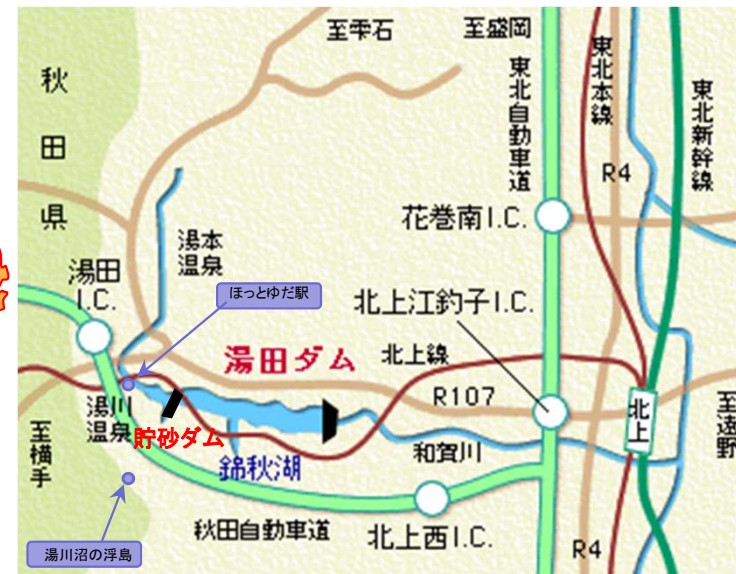 至雫石
至盛岡
秋田県
東北自動車道
東北本線
東北新幹線
R4
花巻南I.C.
湯本
温泉
湯田
I.C.
ほっとゆだ駅
北上江釣子I.C.
湯田ダム
北上線
R107
北上
至遠野
湯川
温泉
貯砂ダム
至横手
錦秋湖
和賀川
秋田自動車道
北上西I.C.
R4
湯川沼の浮島